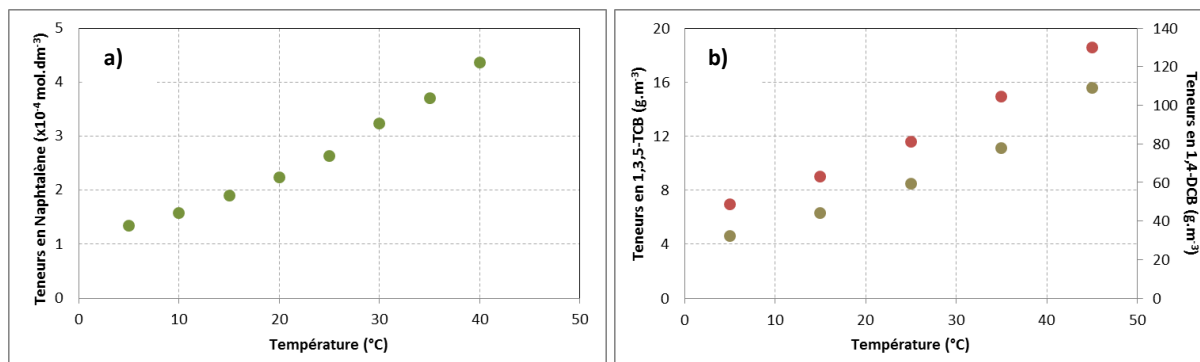 a)
Teneurs en Naphtalène (x10⁻⁴ mol.dm⁻³)
5
4
3
2
1
0
0 10 20 30 40 50
Température (°C)
b)
Teneurs en 1,3,5-TCB (g.m⁻³)
20
16
12
8
4
0
0 10 20 30 40 50
Température (°C)
140
120
100
80
60
40
20
0
Teneurs en 1,4-DCB (g.m⁻³)